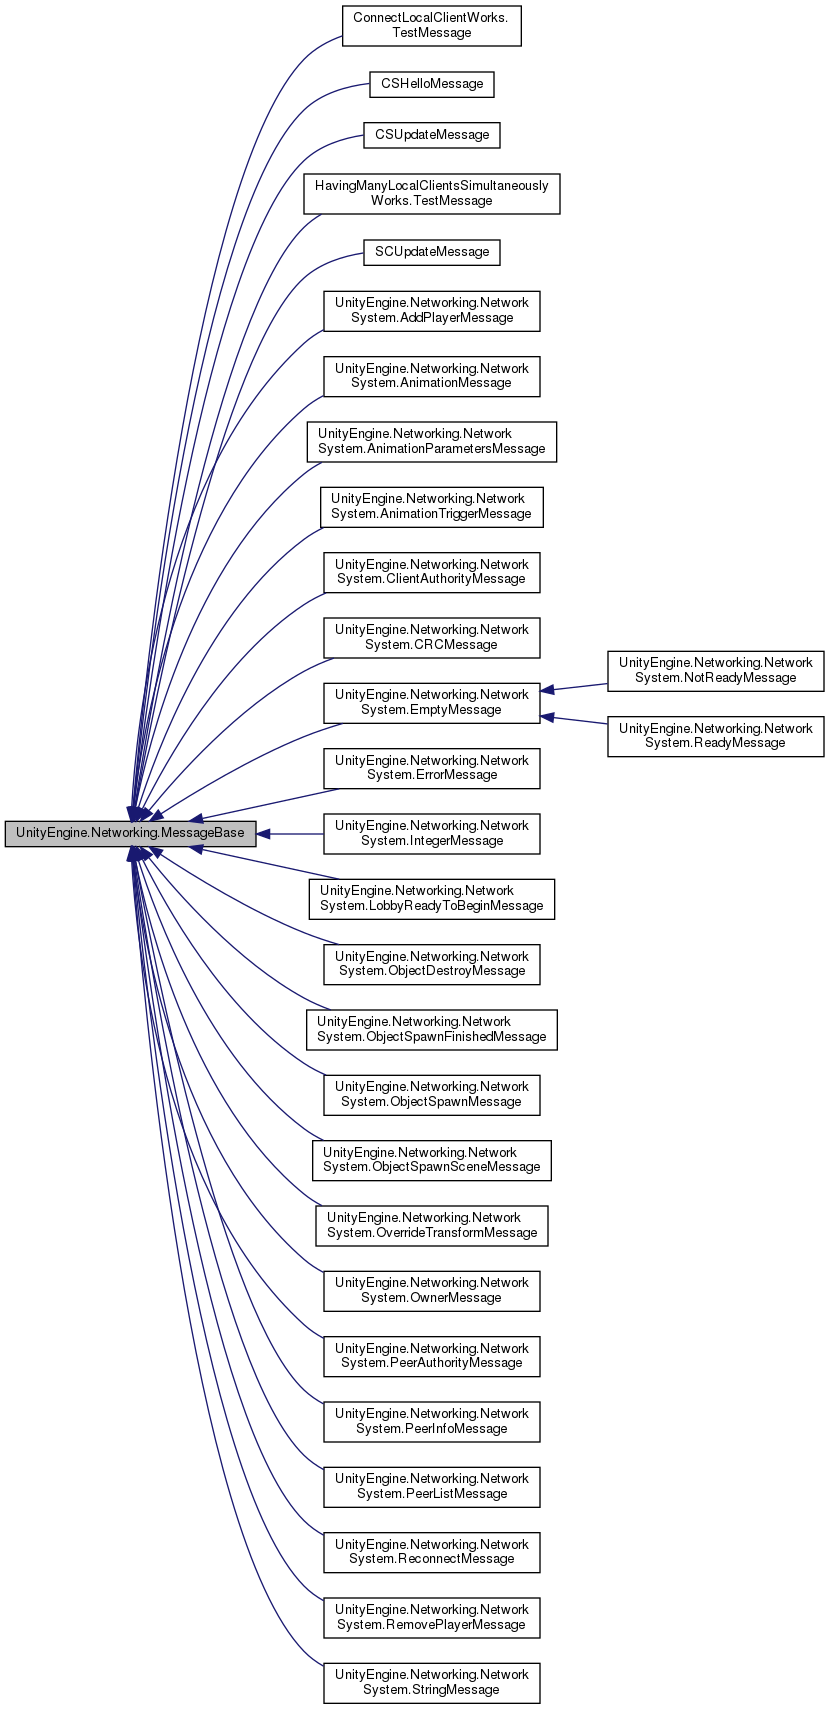 ConnectLocalClientWorks.
TestMessage
CSHelloMessage
CSUpdateMessage
HavingManyLocalClientsSimultaneously
Works.TestMessage
SCUpdateMessage
UnityEngine.Networking.Network
System.AddPlayerMessage
UnityEngine.Networking.Network
System.AnimationMessage
UnityEngine.Networking.Network
System.AnimationParametersMessage
UnityEngine.Networking.Network
System.AnimationTriggerMessage
UnityEngine.Networking.Network
System.ClientAuthorityMessage
UnityEngine.Networking.Network
System.CRCMessage
UnityEngine.Networking.Network
System.EmptyMessage
UnityEngine.Networking.Network
System.NotReadyMessage
UnityEngine.Networking.Network
System.ReadyMessage
UnityEngine.Networking.Network
System.ErrorMessage
UnityEngine.Networking.MessageBase
UnityEngine.Networking.Network
System.IntegerMessage
UnityEngine.Networking.Network
System.LobbyReadyToBeginMessage
UnityEngine.Networking.Network
System.ObjectDestroyMessage
UnityEngine.Networking.Network
System.ObjectSpawnFinishedMessage
UnityEngine.Networking.Network
System.ObjectSpawnMessage
UnityEngine.Networking.Network
System.ObjectSpawnSceneMessage
UnityEngine.Networking.Network
System.OverrideTransformMessage
UnityEngine.Networking.Network
System.OwnerMessage
UnityEngine.Networking.Network
System.PeerAuthorityMessage
UnityEngine.Networking.Network
System.PeerInfoMessage
UnityEngine.Networking.Network
System.PeerListMessage
UnityEngine.Networking.Network
System.ReconnectMessage
UnityEngine.Networking.Network
System.RemovePlayerMessage
UnityEngine.Networking.Network
System.StringMessage